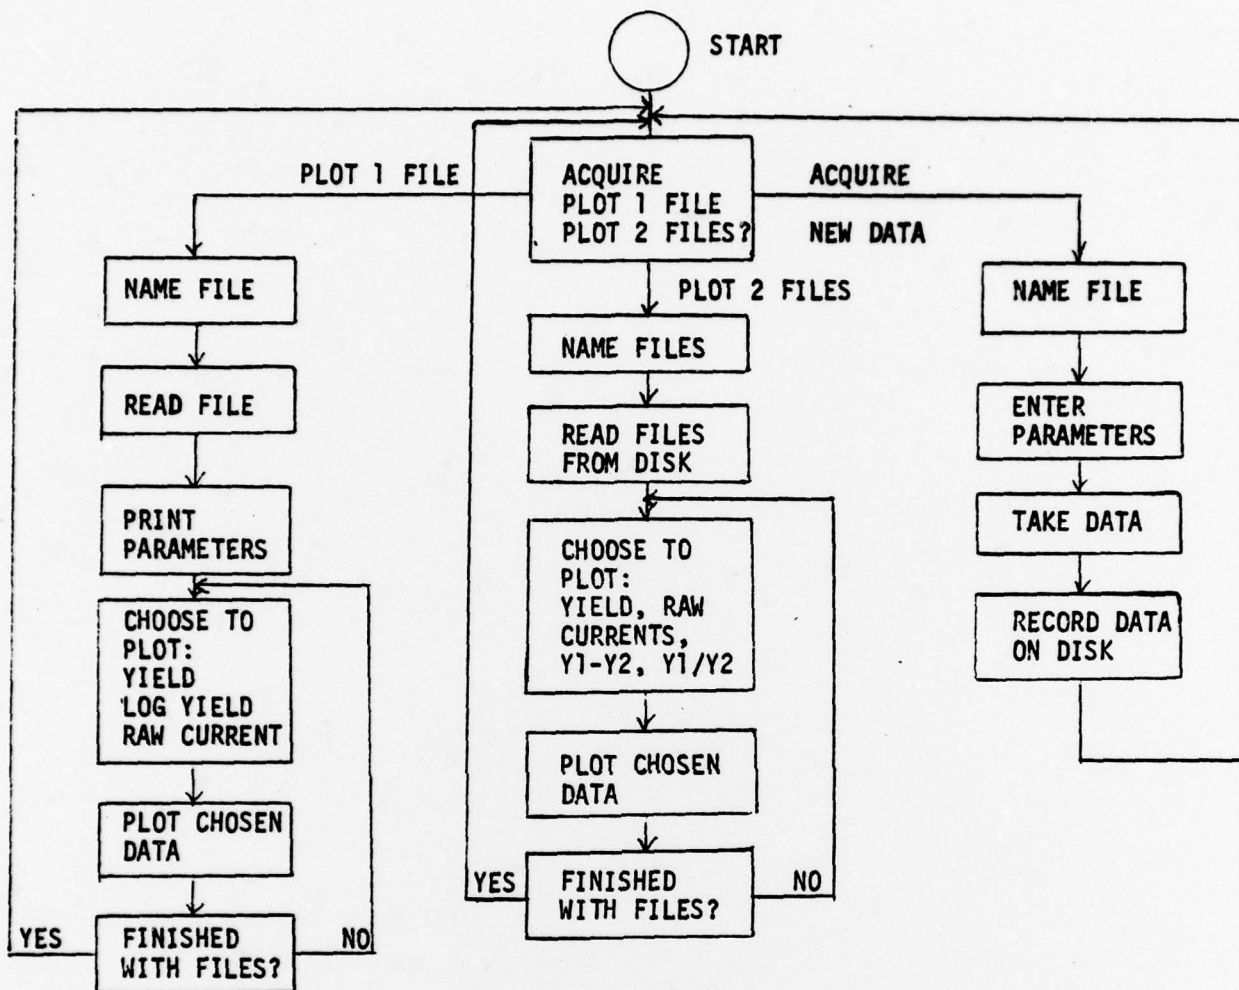 START
PLOT 1 FILE
ACQUIRE
PLOT 1 FILE
PLOT 2 FILES?
ACQUIRE
NEW DATA
PLOT 2 FILES
NAME FILE
READ FILE
PRINT
PARAMETERS
CHOOSE TO
PLOT:
YIELD
LOG YIELD
RAW CURRENT
PLOT CHOSEN
DATA
YES
FINISHED
WITH FILES?
NO
NAME FILES
READ FILES
FROM DISK
CHOOSE TO
PLOT:
YIELD, RAW
CURRENTS,
Y1-Y2, Y1/Y2
PLOT CHOSEN
DATA
YES
FINISHED
WITH FILES?
NO
NAME FILE
ENTER
PARAMETERS
TAKE DATA
RECORD DATA
ON DISK